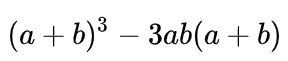 (a + b)³ − 3ab(a + b)